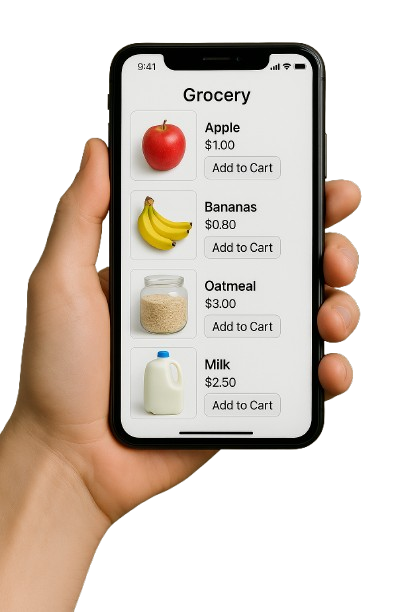 9:41
Grocery
Apple
$1.00
Add to Cart
Bananas
$0.80
Add to Cart
Oatmeal
$3.00
Add to Cart
Milk
$2.50
Add to Cart